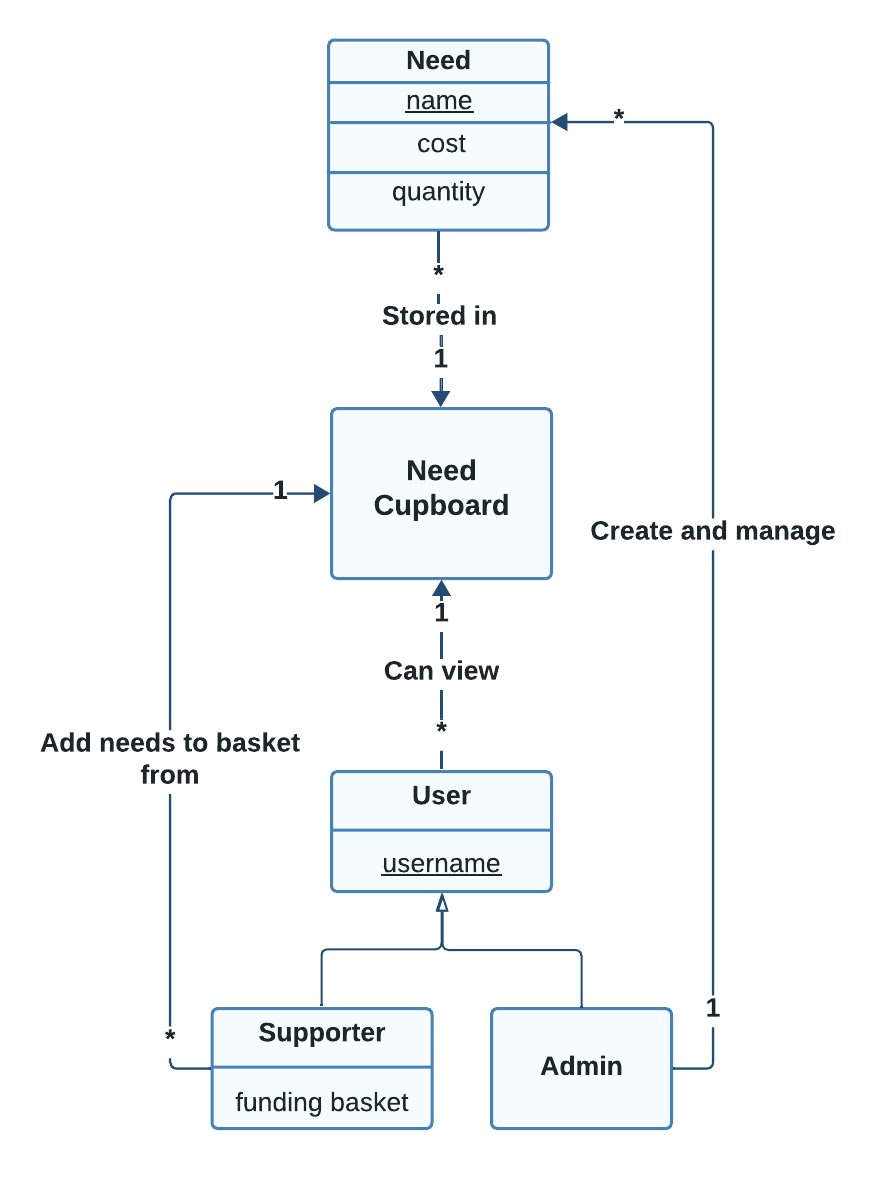 Need
name
*
cost
quantity
*
Stored in
1
Need
Cupboard
1
Create and manage
1
Can view
*
Add needs to basket
from
User
username
1
*
Supporter
Admin
funding basket